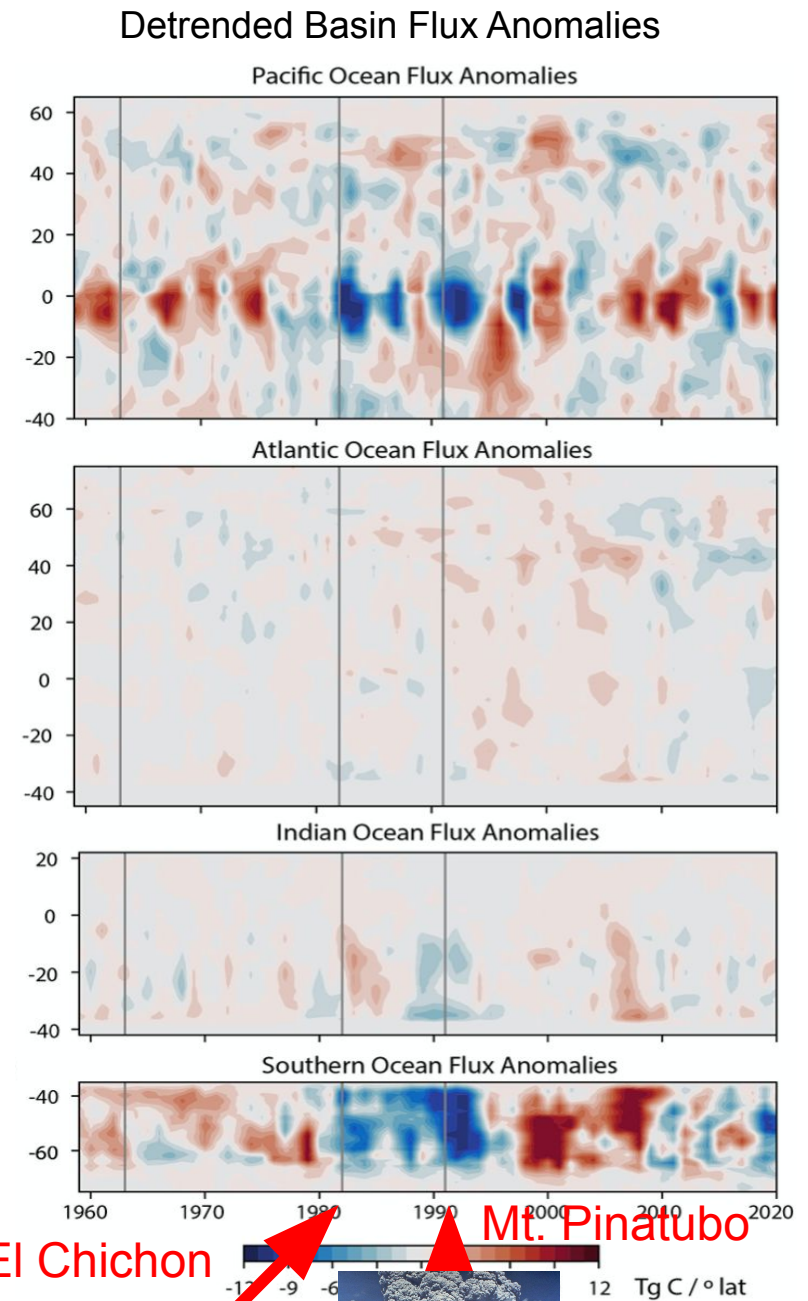 Detrended Basin Flux Anomalies
Pacific Ocean Flux Anomalies
60
40
20
0
-20
-40
Atlantic Ocean Flux Anomalies
60
40
20
0
-20
-40
Indian Ocean Flux Anomalies
20
0
-20
-40
Southern Ocean Flux Anomalies
-40
-60
1960 1970 1980 1990 2000 2010 2020
Mt. Pinatubo
El Chichon
-9 -6 12 Tg C / º lat